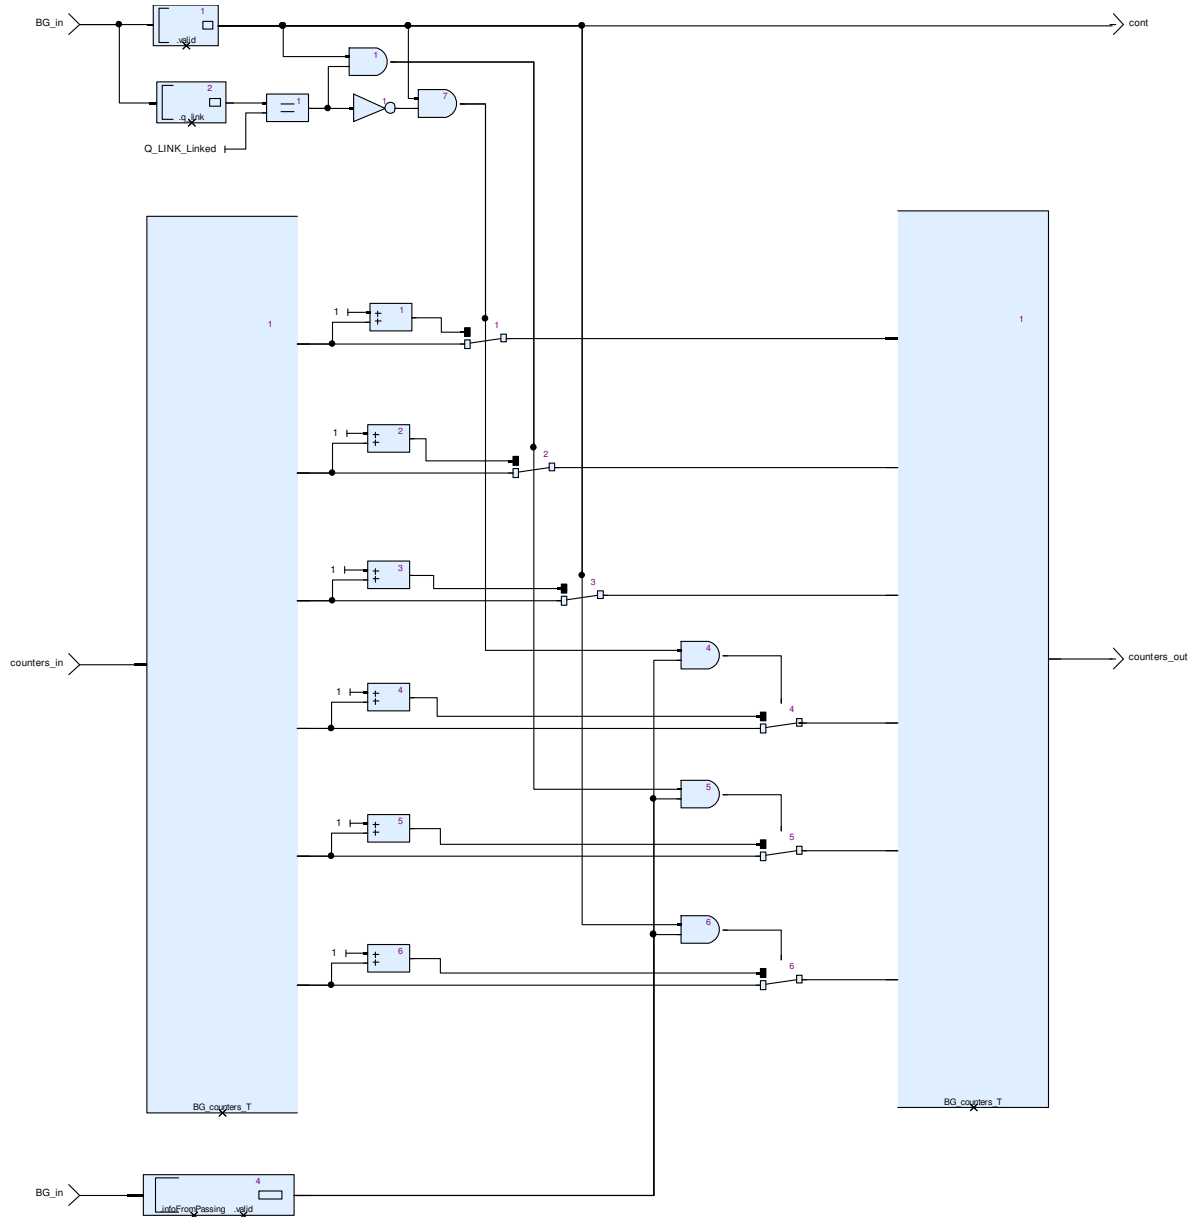 1
BG_in
cont
.valid
1
2
1
1
7
.q_link
Q_LINK_Linked
1
1
1
1
1
1
2
1
2
1
3
3
4
counters_in
counters_out
1
4
4
5
1
5
5
6
1
6
6
BG_counters_T
BG_counters_T
4
BG_in
.infoFromPassing .valid